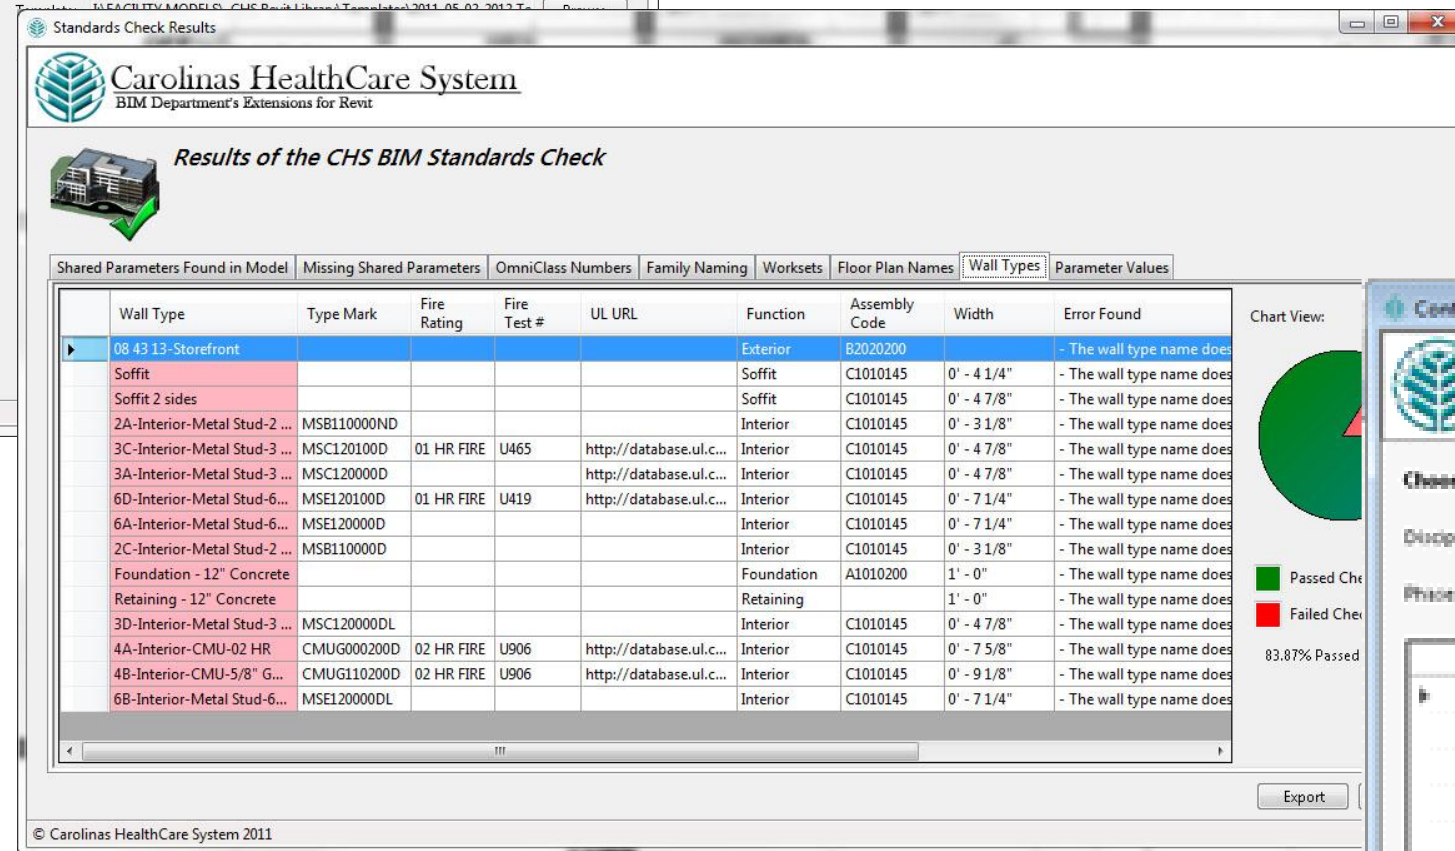 Standards Check Results
Carolinas HealthCare System
BIM Department's Extensions for Revit
Results of the CHS BIM Standards Check
Shared Parameters Found in Model Missing Shared Parameters OmniClass Numbers Family Naming Worksets Floor Plan Names Wall Types Parameter Values
Wall Type Type Mark Fire Rating Fire Test # UL URL Function Assembly Code Width Error Found
08 43 13-Storefront Exterior B2020200 - The wall type name does
Soffit Soffit C1010145 0' - 4 1/4" - The wall type name does
Soffit 2 sides Soffit C1010145 0' - 4 7/8" - The wall type name does
2A-Interior-Metal Stud-2 ... MSB110000ND Interior C1010145 0' - 3 1/8" - The wall type name does
3C-Interior-Metal Stud-3 ... MSC120100D 01 HR FIRE U465 http://database.ul.c... Interior C1010145 0' - 4 7/8" - The wall type name does
3A-Interior-Metal Stud-3 ... MSC120000D http://database.ul.c... Interior C1010145 0' - 4 7/8" - The wall type name does
6D-Interior-Metal Stud-6... MSE120100D 01 HR FIRE U419 http://database.ul.c... Interior C1010145 0' - 7 1/4" - The wall type name does
6A-Interior-Metal Stud-6... MSE120000D Interior C1010145 0' - 7 1/4" - The wall type name does
2C-Interior-Metal Stud-2 ... MSB110000D Interior C1010145 0' - 3 1/8" - The wall type name does
Foundation - 12" Concrete Foundation A1010200 1' - 0" - The wall type name does
Retaining - 12" Concrete Retaining 1' - 0" - The wall type name does
3D-Interior-Metal Stud-3 ... MSC120000DL Interior C1010145 0' - 4 7/8" - The wall type name does
4A-Interior-CMU-02 HR CMUG000200D 02 HR FIRE U906 http://database.ul.c... Interior C1010145 0' - 7 5/8" - The wall type name does
4B-Interior-CMU-5/8" G... CMUG110200D 02 HR FIRE U906 http://database.ul.c... Interior C1010145 0' - 9 1/8" - The wall type name does
6B-Interior-Metal Stud-6... MSE120000DL Interior C1010145 0' - 7 1/4" - The wall type name does
Chart View:
Passed Che
Failed Che
83.87% Passed
Export
© Carolinas HealthCare System 2011
Phase